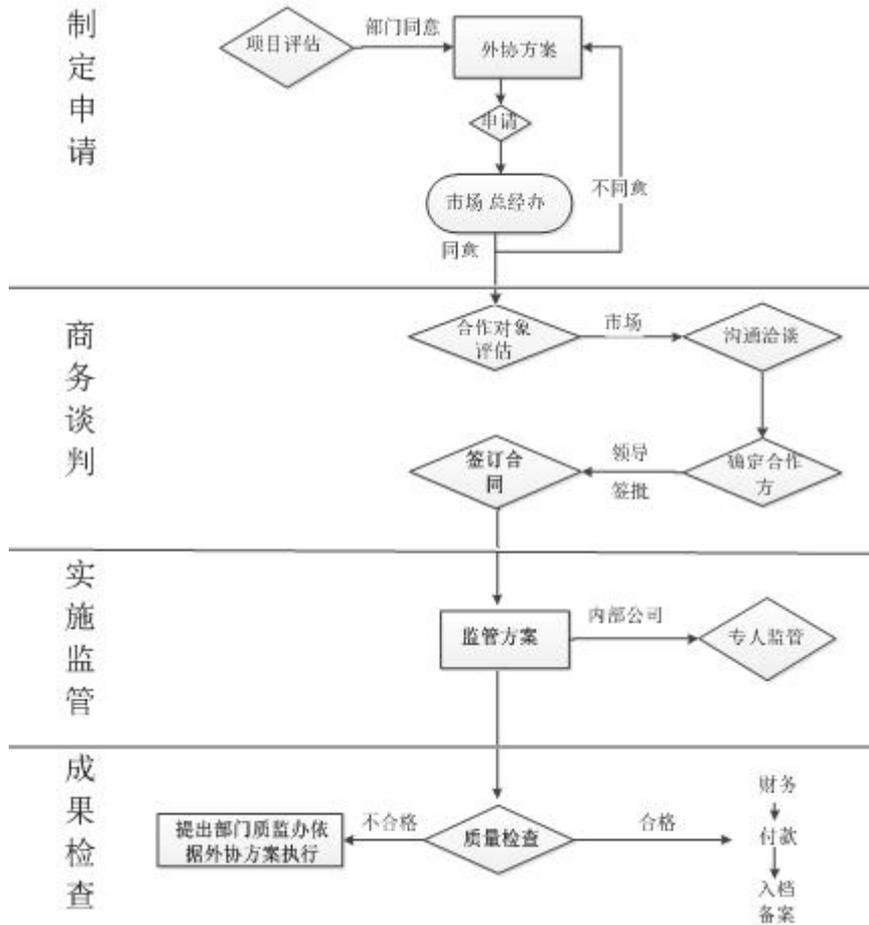 制定申请
项目评估
部门同意
外协方案
申请
市场 总经办
不同意
同意
商务谈判
合作对象
评估
市场
沟通洽谈
签订合
同
领导
签批
确定合作
方
实施监管
监管方案
内部公司
专人监管
成果检查
提出部门质监办依
据外协方案执行
不合格
质量检查
合格
财务
付款
入档
备案